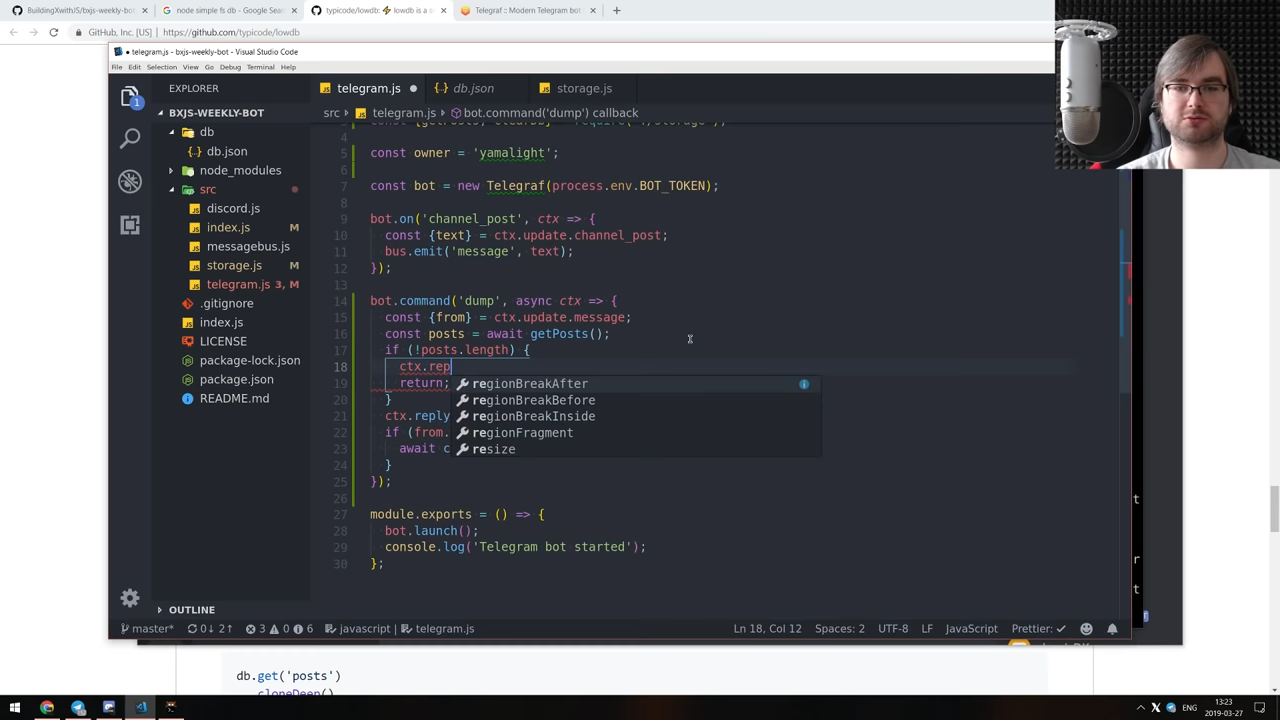 BuildingXwithJS/bxjs-weekly-bot
node simple fs db - Google Sear
typicode/lowdb: ⚡ lowdb is a s
Telegraf :: Modern Telegram bot
GitHub, Inc. [US] | https://github.com/typicode/lowdb
● telegram.js - bxjs-weekly-bot - Visual Studio Code
File Edit Selection View Go Debug Terminal Help
EXPLORER
telegram.js
db.json
storage.js
BXJS-WEEKLY-BOT
src › telegram.js › bot.command('dump') callback
db
db.json
node_modules
src
discord.js
index.js M
messagebus.js
storage.js M
telegram.js 3, M
.gitignore
index.js
LICENSE
package-lock.json
package.json
README.md
OUTLINE
4
5 const owner = 'yamalight';
6
7 const bot = new Telegraf(process.env.BOT_TOKEN);
8
9 bot.on('channel_post', ctx => {
10 const {text} = ctx.update.channel_post;
11 bus.emit('message', text);
12 });
13
14 bot.command('dump', async ctx => {
15 const {from} = ctx.update.message;
16 const posts = await getPosts();
17 if (!posts.length) {
18 ctx.rep
19 return;
20 }
21 ctx.reply
22 if (from.
23 await c
24 }
25 });
26
27 module.exports = () => {
28 bot.launch();
29 console.log('Telegram bot started');
30 };
regionBreakAfter
regionBreakBefore
regionBreakInside
regionFragment
resize
master* 0↓ 2↑ 3 0 6 javascript | telegram.js
Ln 18, Col 12 Spaces: 2 UTF-8 LF JavaScript Prettier: ✓
db.get('posts')
.cloneDeep()
ENG
13:23
2019-03-27